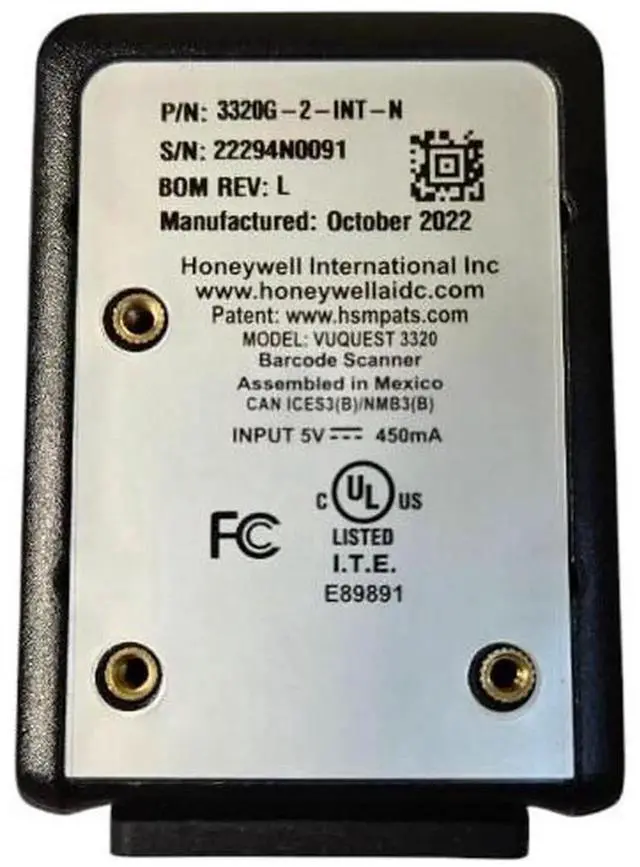 P/N: 3320G-2-INT-N
S/N: 22294N0091
BOM REV: L
Manufactured: October 2022
Honeywell International Inc
www.honeywellaidc.com
Patent: www.hsmpats.com
MODEL: VUQUEST 3320
Barcode Scanner
Assembled in Mexico
CAN ICES3(B)/NMB3(B)
INPUT 5V⎓ 450mA
FC
C UL US
LISTED
I.T.E.
E89891